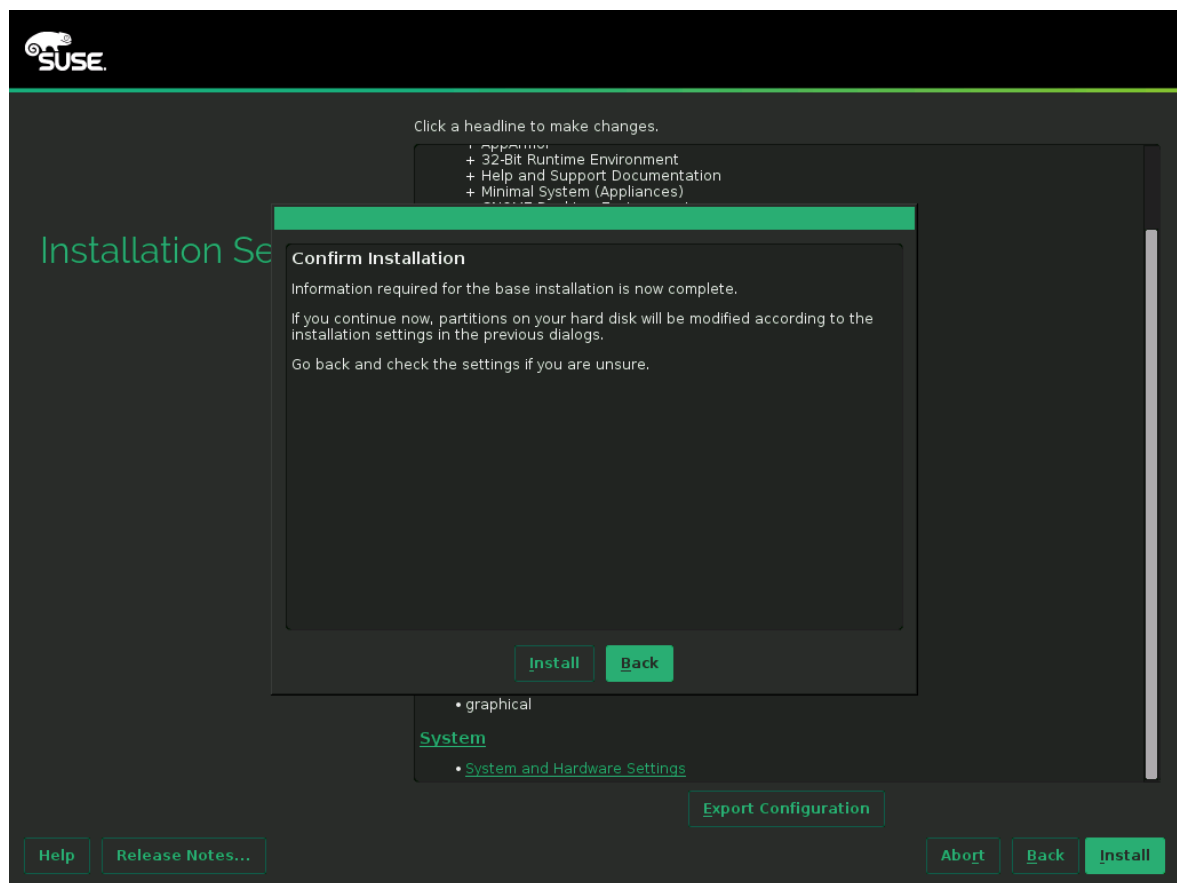 SUSE.
Click a headline to make changes.
+ AppArmor
+ 32-Bit Runtime Environment
+ Help and Support Documentation
+ Minimal System (Appliances)
Installation Se
Confirm Installation
Information required for the base installation is now complete.
If you continue now, partitions on your hard disk will be modified according to the
installation settings in the previous dialogs.
Go back and check the settings if you are unsure.
Install Back
• graphical
System
• System and Hardware Settings
Export Configuration
Help Release Notes... Abort Back Install